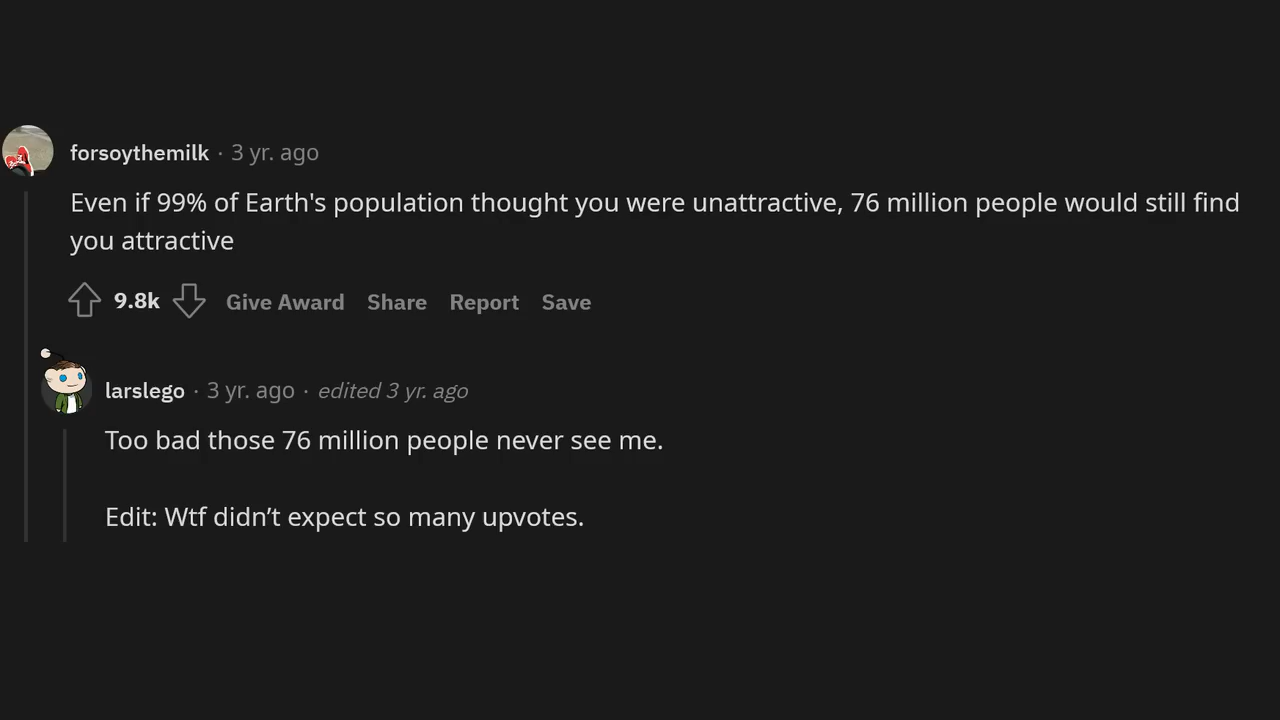 forsoythemilk · 3 yr. ago
Even if 99% of Earth's population thought you were unattractive, 76 million people would still find
you attractive
9.8k Give Award Share Report Save
larslego · 3 yr. ago · edited 3 yr. ago
Too bad those 76 million people never see me.
Edit: Wtf didn’t expect so many upvotes.